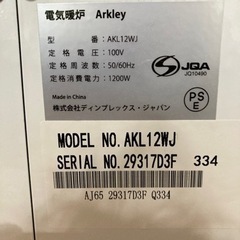 電気暖炉 Arkley
型 番：AKL12WJ
定 格 電 圧：100V
定 格 周 波 数：50/60Hz
定 格 消 費 電 力：1200W
Made in China
株式会社ディンプレックス・ジャパン
JQA
JQ10490
PS
E
MODEL NO.AKL12WJ
SERIAL NO.29317D3F 334
AJ65 29317D3F Q334